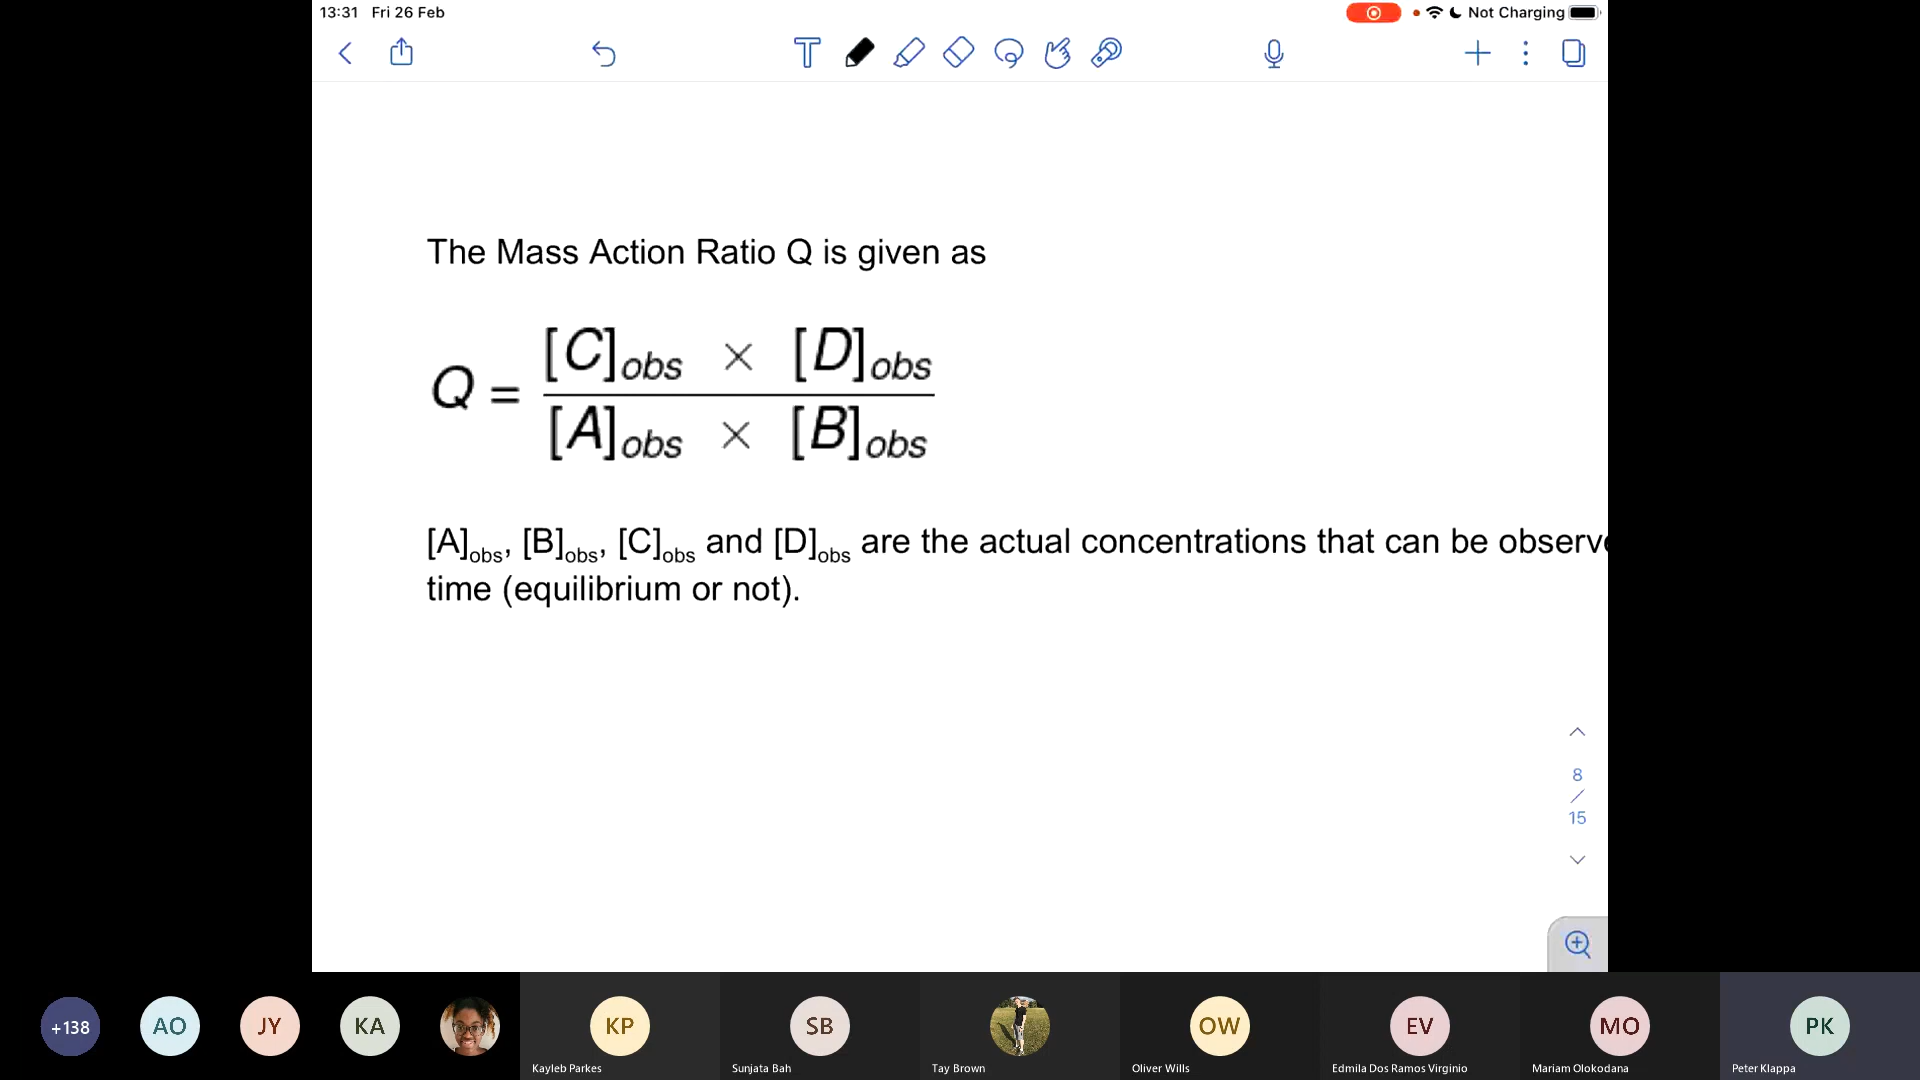 13:31 Fri 26 Feb
Not Charging
The Mass Action Ratio Q is given as
[C]obs × [D]obs
Q =
[A]obs × [B]obs
[A]obs, [B]obs, [C]obs and [D]obs are the actual concentrations that can be observe
time (equilibrium or not).
8
/
15
+138
AO
JY
KA
KP
SB
OW
EV
MO
PK
Kayleb Parkes
Sunjata Bah
Tay Brown
Oliver Wills
Edmila Dos Ramos Virginio
Mariam Olokodana
Peter Klappa